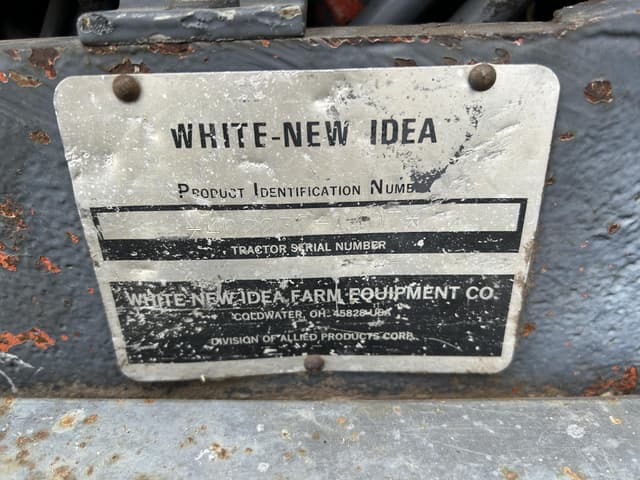 WHITE-NEW IDEA
PRODUCT IDENTIFICATION
TRACTOR SERIAL NUMBER
WHITE-NEW IDEA FARM EQUIPMENT CO.
COLDWATER, OH. 45828 USA
DIVISION OF ALLIED PRODUCTS CORP.